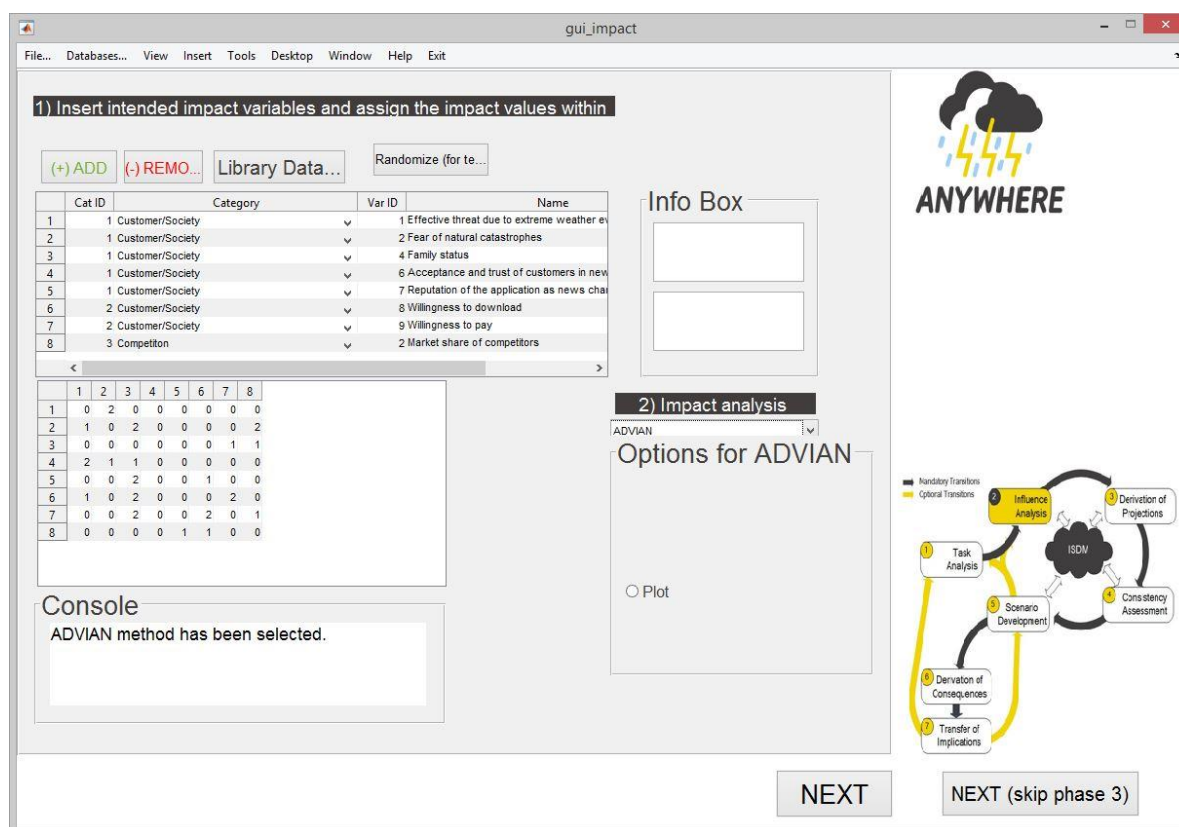 gui_impact
File... Databases... View Insert Tools Desktop Window Help Exit
1) Insert intended impact variables and assign the impact values within
(+) ADD (-) REMO... Library Data... Randomize (for te...
Cat ID Category Var ID Name
1 1 Customer/Society 1 Effective threat due to extreme weather ev
2 1 Customer/Society 2 Fear of natural catastrophes
3 1 Customer/Society 4 Family status
4 1 Customer/Society 6 Acceptance and trust of customers in new
5 1 Customer/Society 7 Reputation of the application as news cha
6 2 Customer/Society 8 Willingness to download
7 2 Customer/Society 9 Willingness to pay
8 3 Competiton 2 Market share of competitors
1 2 3 4 5 6 7 8
1 0 2 0 0 0 0 0 0
2 1 0 2 0 0 0 0 2
3 0 0 0 0 0 0 1 1
4 2 1 1 0 0 0 0 0
5 0 0 2 0 0 1 0 0
6 1 0 2 0 0 0 2 0
7 0 0 2 0 0 2 0 1
8 0 0 0 0 1 1 0 0
Console
ADVIAN method has been selected.
Info Box
2) Impact analysis
ADVIAN
Options for ADVIAN
Plot
ANYWHERE
Mandatory Transitions
Optional Transitions
1 Task
Analysis
2 Influence
Analysis
3 Derivation of
Projections
ISDM
4 Consistency
Assessment
5 Scenario
Development
6 Derivation of
Consequences
7 Transfer of
Implications
NEXT
NEXT (skip phase 3)